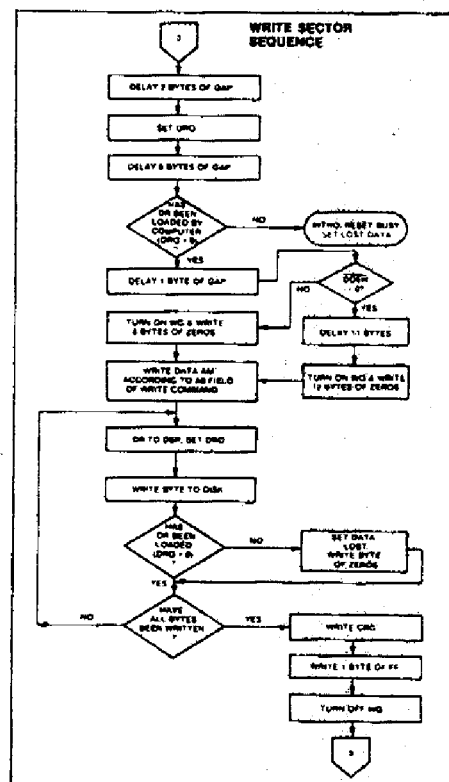 WRITE SECTOR
SEQUENCE
DELAY 2 BYTES OF GAP
SET DRQ
DELAY 8 BYTES OF GAP
HAS
DR BEEN
LOADED BY
COMPUTER
(DRQ = 0)
NO
INTRQ, RESET BUSY
SET LOST DATA
YES
DELAY 1 BYTE OF GAP
DDEN
= 0?
NO
YES
TURN ON WG & WRITE
6 BYTES OF ZEROS
DELAY 11 BYTES
WRITE DATA AM
ACCORDING TO A0 FIELD
OF WRITE COMMAND
TURN ON WG & WRITE
12 BYTES OF ZEROS
DR TO DSR, SET DRQ
WRITE BYTE TO DISK
HAS
DR BEEN
LOADED
(DRQ = 0)
?
NO
SET DATA
LOST
WRITE BYTE
OF ZEROS
YES
HAVE
ALL BYTES
BEEN WRITTEN
?
NO
YES
WRITE CRC
WRITE 1 BYTE OF FF
TURN OFF WG